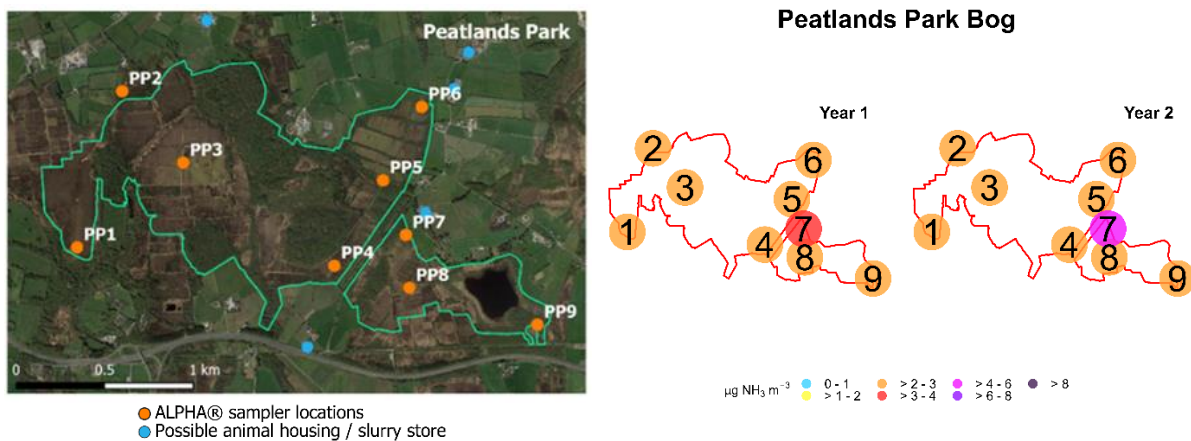 Peatlands Park
PP2
PP6
PP3
PP5
PP7
PP1
PP4
PP8
PP9
0
0.5
1 km
ALPHA® sampler locations
Possible animal housing / slurry store
Peatlands Park Bog
Year 1
2
6
3
5
1
7
4
8
9
Year 2
2
6
3
5
1
7
4
8
9
µg NH₃ m⁻³
0 - 1
> 2 - 3
> 4 - 6
> 8
> 1 - 2
> 3 - 4
> 6 - 8